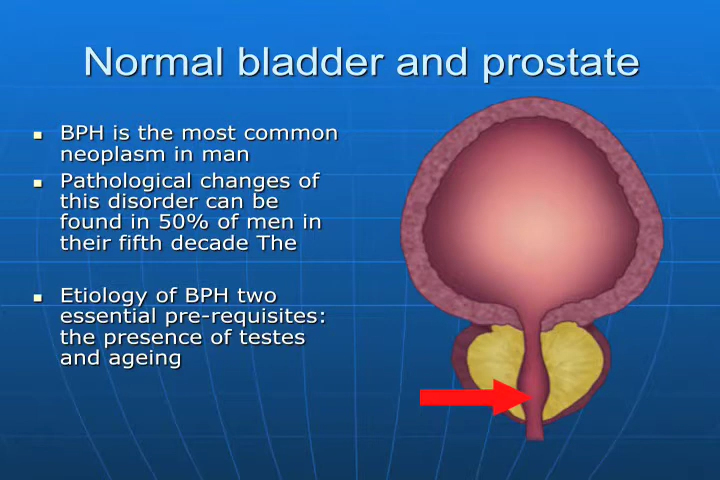 Normal bladder and prostate
BPH is the most common
neoplasm in man
Pathological changes of
this disorder can be
found in 50% of men in
their fifth decade The
Etiology of BPH two
essential pre-requisites:
the presence of testes
and ageing